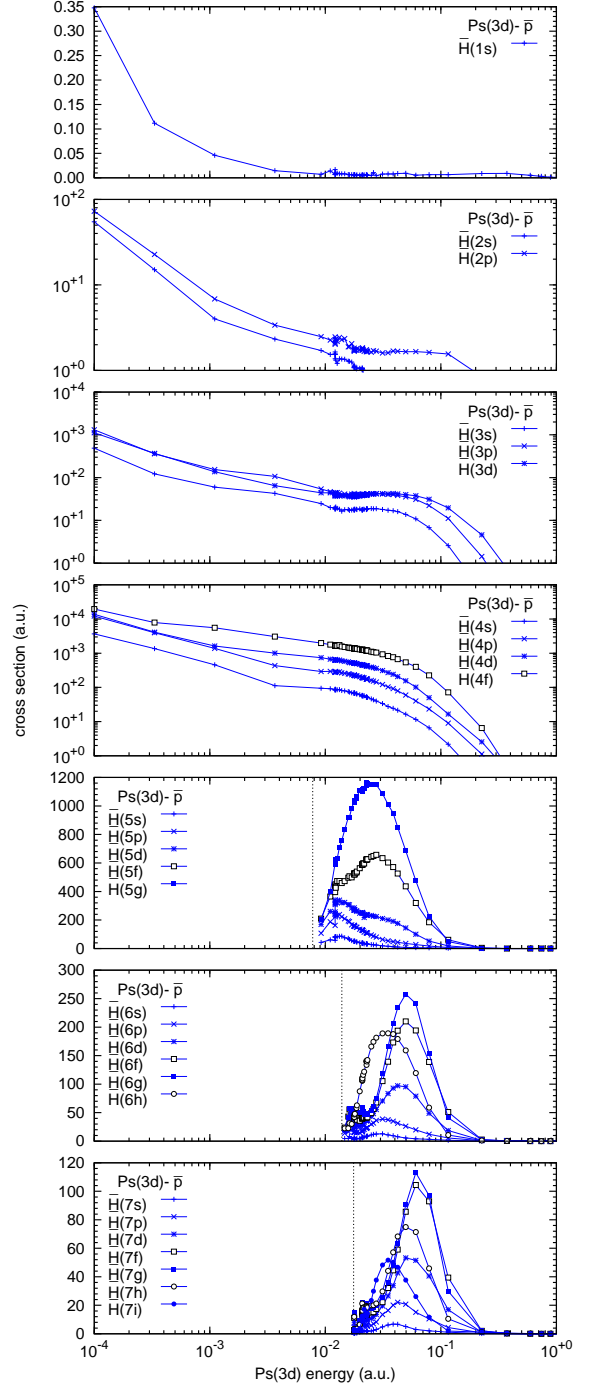 0.35
0.30
0.25
0.20
0.15
0.10
0.05
0.00
Ps(3d)- p̄
H̄(1s)
10⁺²
10⁺¹
10⁺⁰
Ps(3d)- p̄
H̄(2s)
H̄(2p)
10⁺⁴
10⁺³
10⁺²
10⁺¹
10⁺⁰
Ps(3d)- p̄
H̄(3s)
H̄(3p)
H̄(3d)
10⁺⁵
10⁺⁴
10⁺³
10⁺²
10⁺¹
10⁺⁰
Ps(3d)- p̄
H̄(4s)
H̄(4p)
H̄(4d)
H̄(4f)
cross section (a.u.)
1200
1000
800
600
400
200
0
Ps(3d)- p̄
H̄(5s)
H̄(5p)
H̄(5d)
H̄(5f)
H̄(5g)
300
250
200
150
100
50
0
Ps(3d)- p̄
H̄(6s)
H̄(6p)
H̄(6d)
H̄(6f)
H̄(6g)
H̄(6h)
120
100
80
60
40
20
0
Ps(3d)- p̄
H̄(7s)
H̄(7p)
H̄(7d)
H̄(7f)
H̄(7g)
H̄(7h)
H̄(7i)
10⁻⁴ 10⁻³ 10⁻² 10⁻¹ 10⁺⁰
Ps(3d) energy (a.u.)